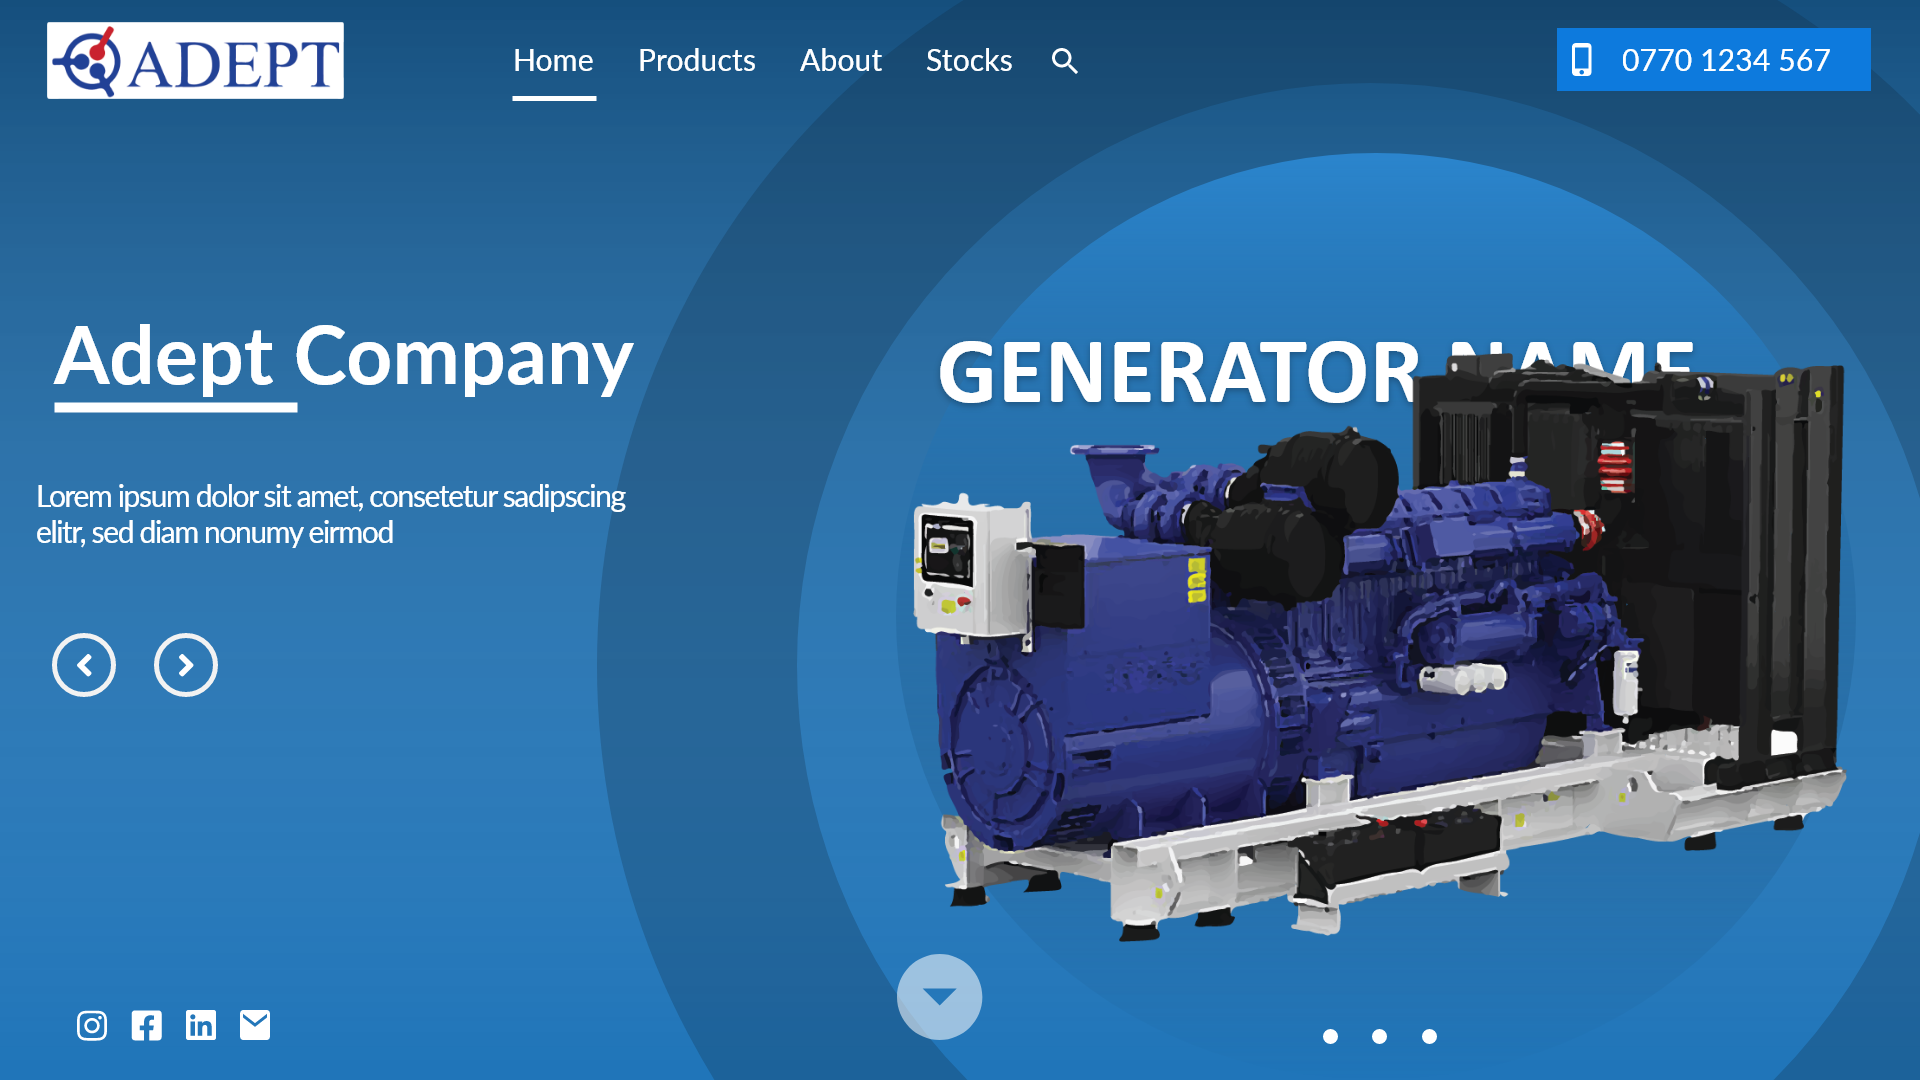 ADEPT
Home Products About Stocks
0770 1234 567
Adept Company
GENERATOR NAME
Lorem ipsum dolor sit amet, consetetur sadipscing
elitr, sed diam nonumy eirmod